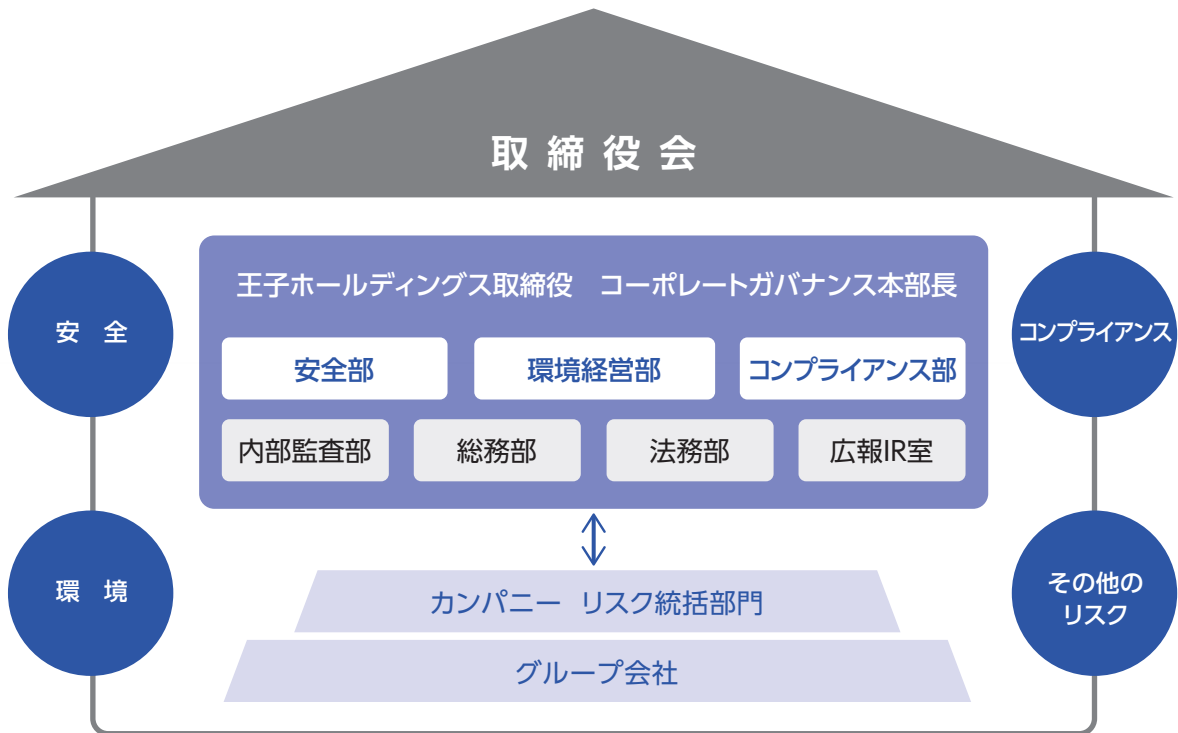 取締役会
王子ホールディングス取締役　コーポレートガバナンス本部長
安　全
コンプライアンス
安全部
環境経営部
コンプライアンス部
内部監査部
総務部
法務部
広報IR室
環　境
その他の
リスク
カンパニー　リスク統括部門
グループ会社